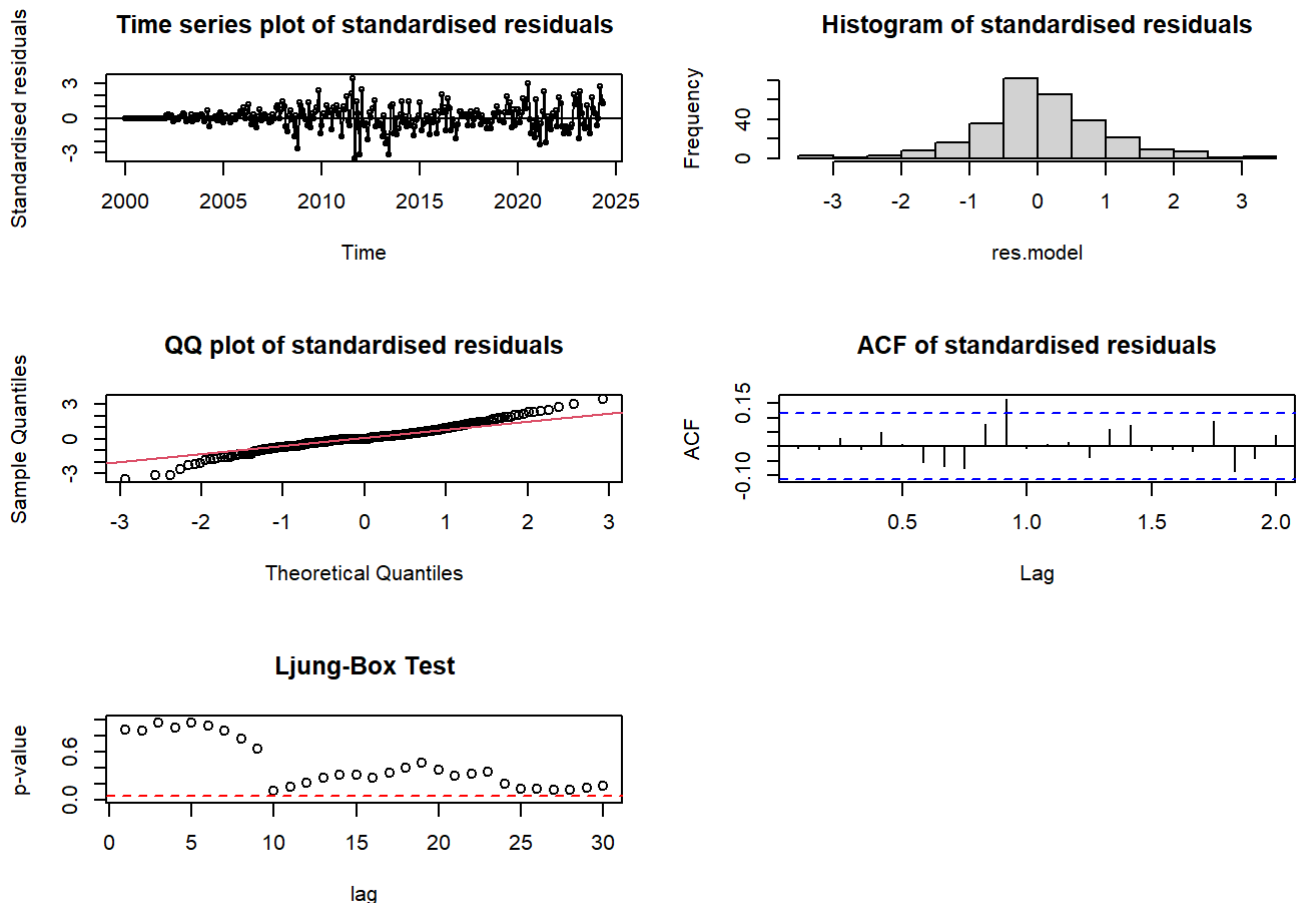 Time series plot of standardised residuals
Standardised residuals
3
0
-3
2000 2005 2010 2015 2020 2025
Time
Histogram of standardised residuals
Frequency
40
0
-3 -2 -1 0 1 2 3
res.model
QQ plot of standardised residuals
Sample Quantiles
3
0
-3
-3 -2 -1 0 1 2 3
Theoretical Quantiles
ACF of standardised residuals
ACF
0.15
-0.10
0.5 1.0 1.5 2.0
Lag
Ljung-Box Test
p-value
0.6
0.0
0 5 10 15 20 25 30
lag